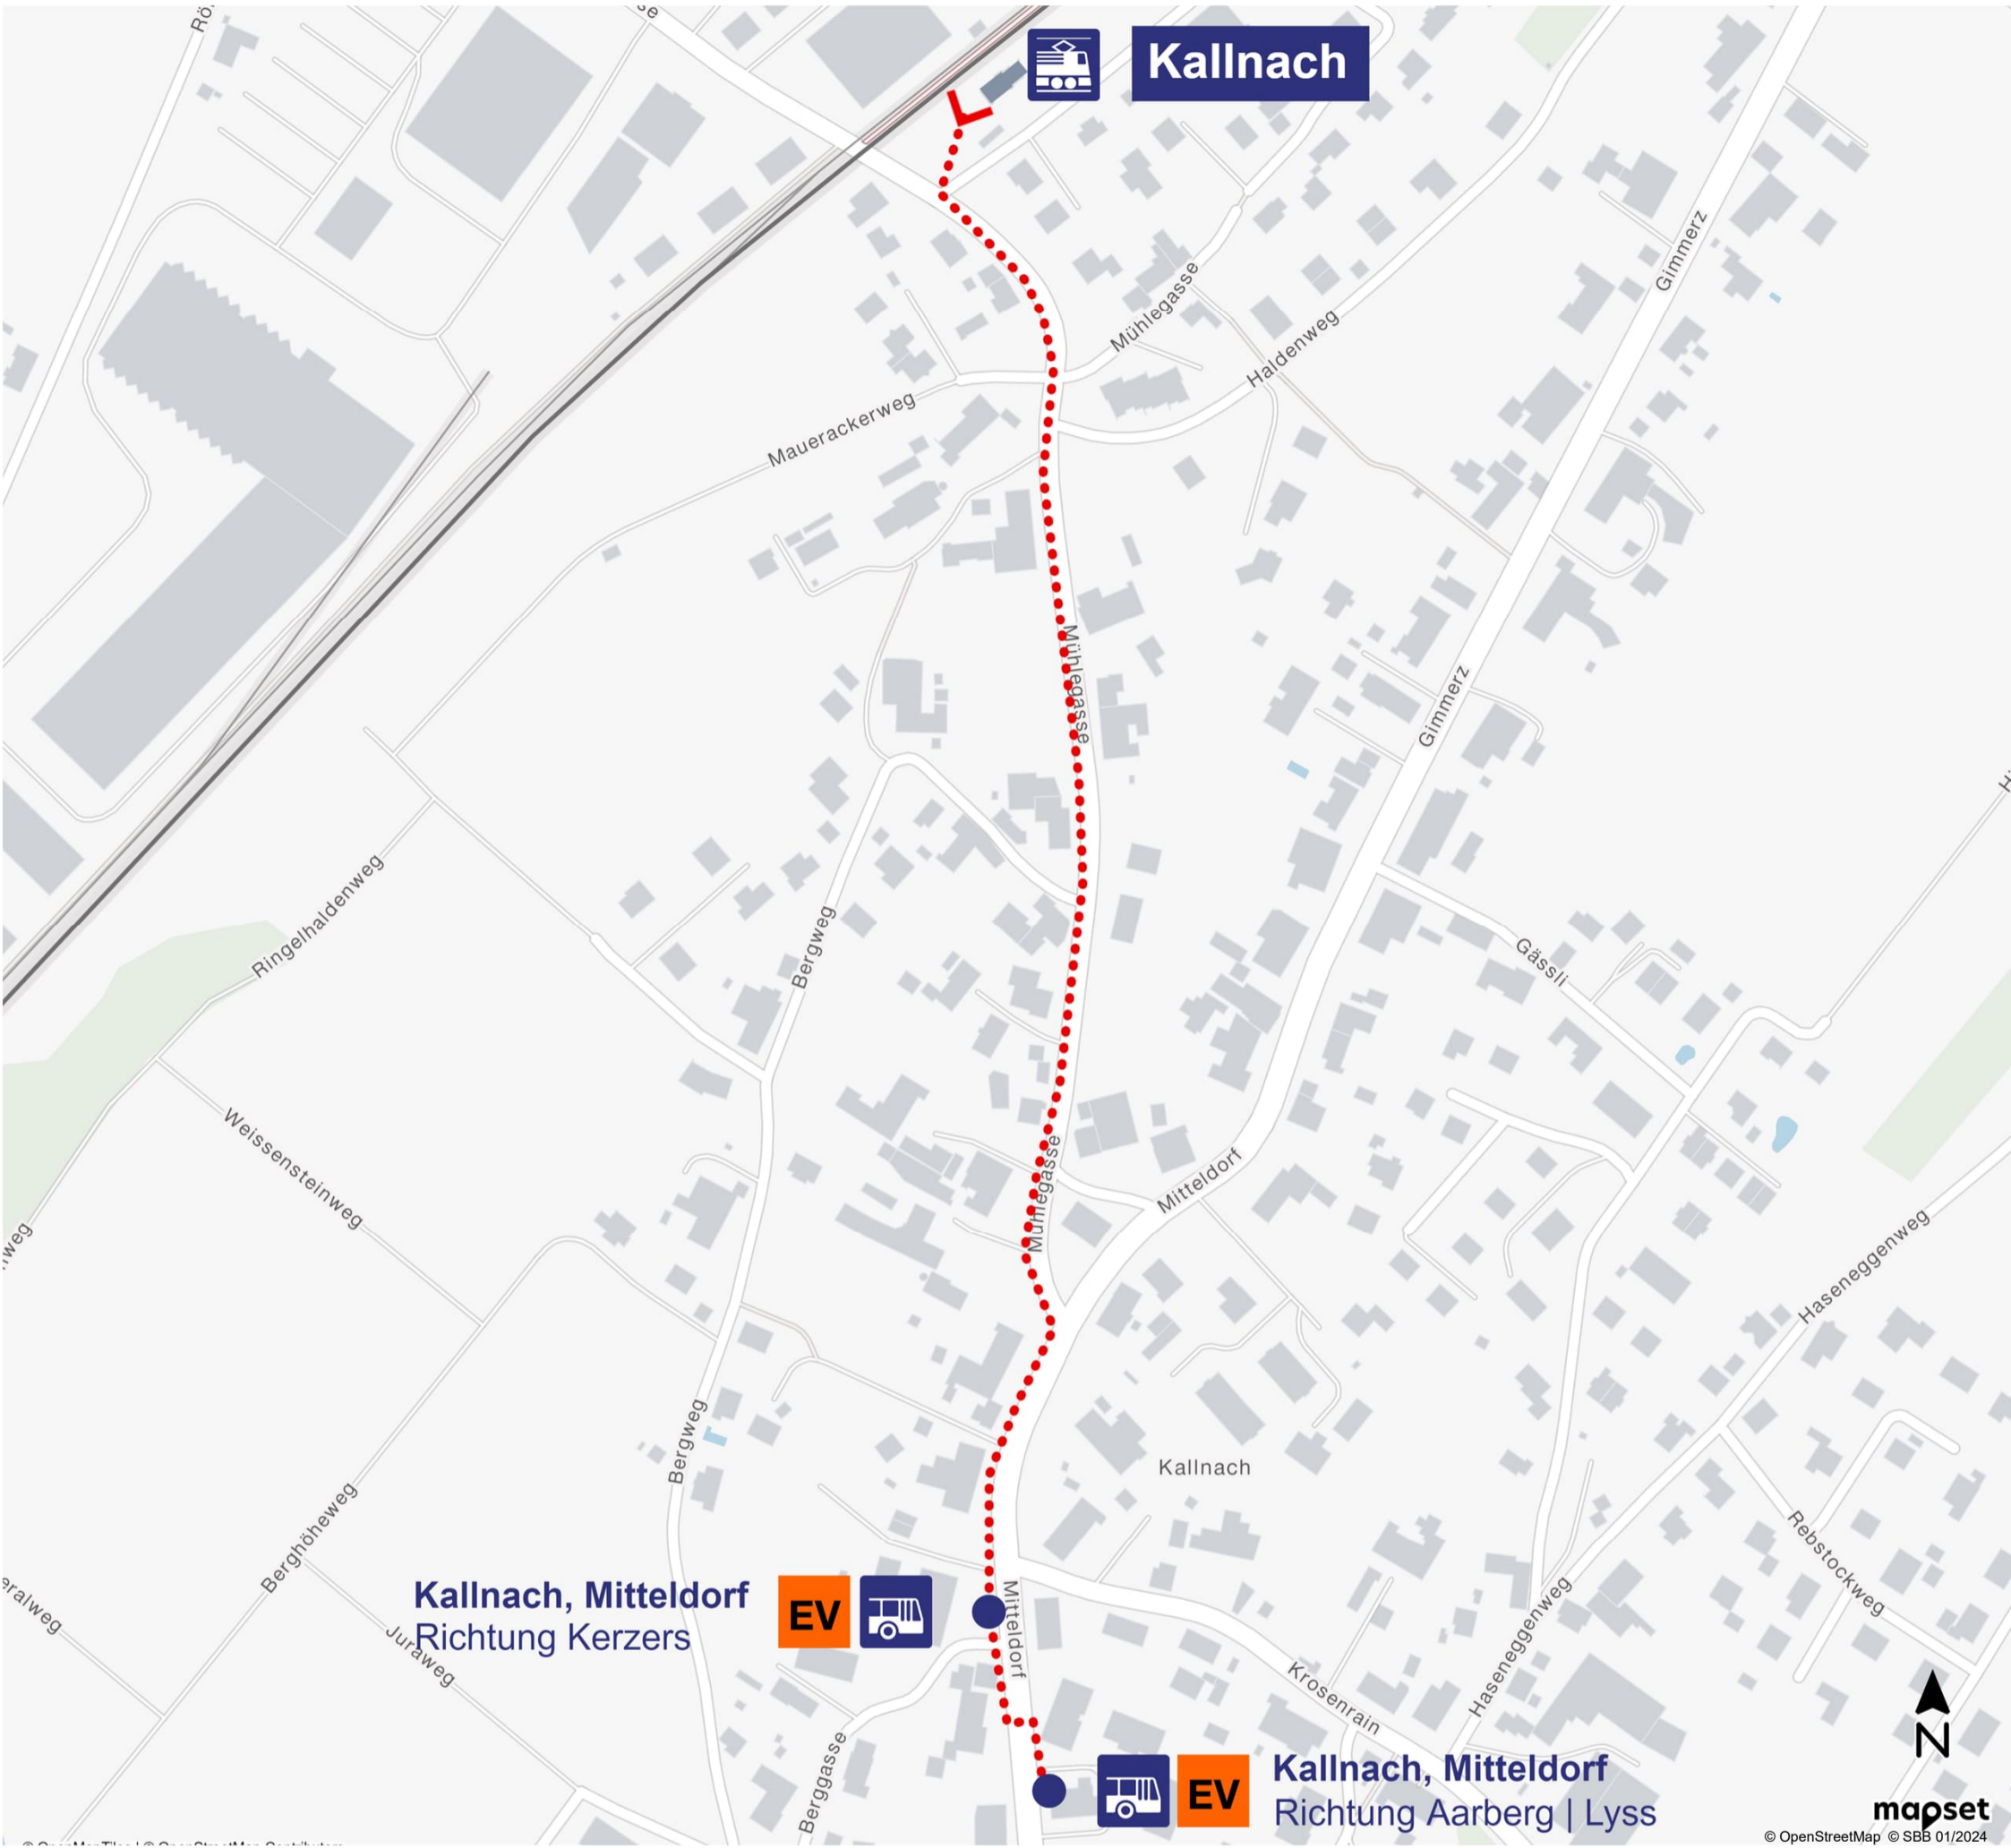 Kallnach
Gimmerz
Mühlegasse
Haldenweg
Mauerackerweg
Mühlegasse
Gimmerz
Ringelhaldenweg
Bergweg
Gässli
Weissensteinweg
Mühlegasse
Mitteldorf
Haseneggenweg
Bergweg
Kallnach
Berghöheweg
Rebstockweg
Kallnach, Mitteldorf
Richtung Kerzers
EV
Mitteldorf
Juraweg
Haseneggenweg
Krosenrain
Berggasse
N
EV
Kallnach, Mitteldorf
Richtung Aarberg | Lyss
mapset
© OpenStreetMap © SBB 01/2024